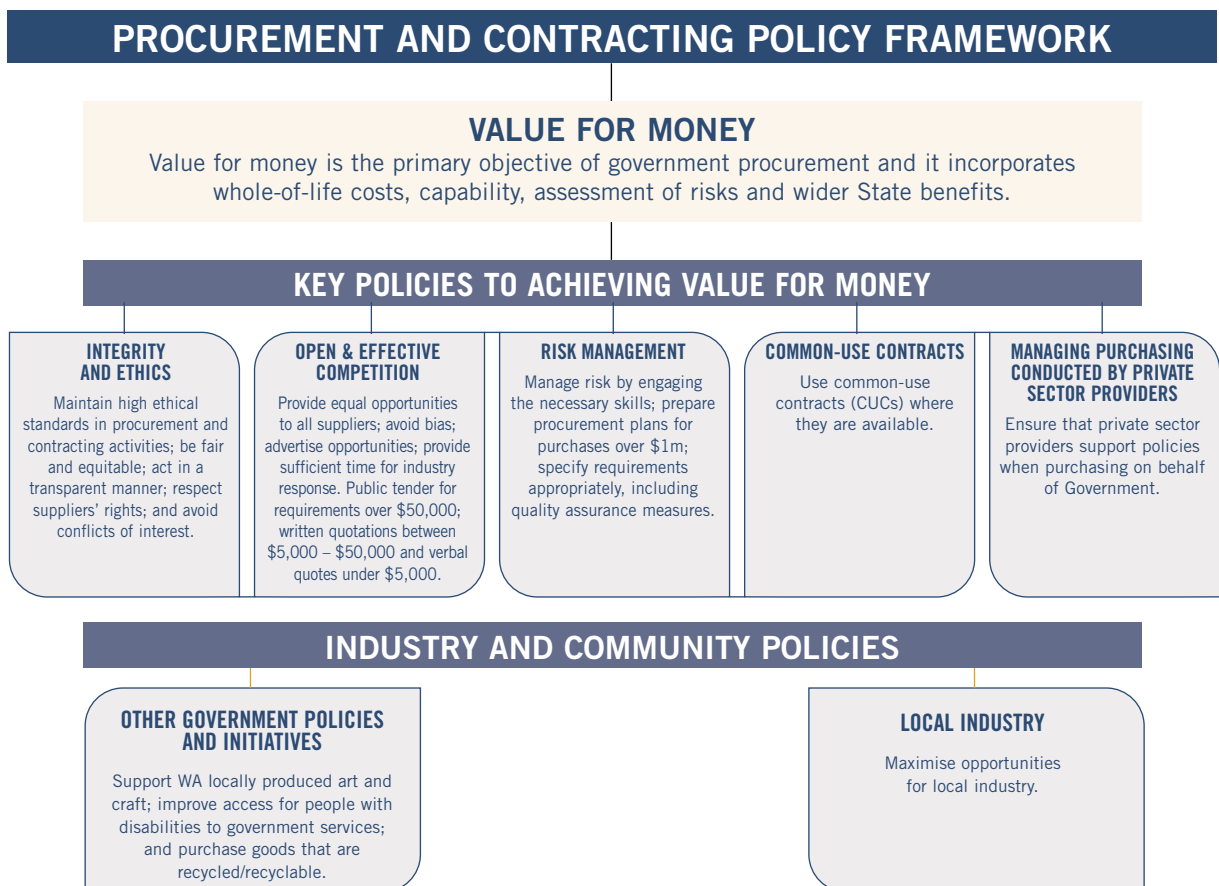 PROCUREMENT AND CONTRACTING POLICY FRAMEWORK
VALUE FOR MONEY
Value for money is the primary objective of government procurement and it incorporates
whole-of-life costs, capability, assessment of risks and wider State benefits.
KEY POLICIES TO ACHIEVING VALUE FOR MONEY
INTEGRITY
AND ETHICS
Maintain high ethical
standards in procurement and
contracting activities; be fair
and equitable; act in a
transparent manner; respect
suppliers’ rights; and avoid
conflicts of interest.
OPEN & EFFECTIVE
COMPETITION
Provide equal opportunities
to all suppliers; avoid bias;
advertise opportunities; provide
sufficient time for industry
response. Public tender for
requirements over $50,000;
written quotations between
$5,000 – $50,000 and verbal
quotes under $5,000.
RISK MANAGEMENT
Manage risk by engaging
the necessary skills; prepare
procurement plans for
purchases over $1m;
specify requirements
appropriately, including
quality assurance measures.
COMMON-USE CONTRACTS
Use common-use
contracts (CUCs) where
they are available.
MANAGING PURCHASING
CONDUCTED BY PRIVATE
SECTOR PROVIDERS
Ensure that private sector
providers support policies
when purchasing on behalf
of Government.
INDUSTRY AND COMMUNITY POLICIES
OTHER GOVERNMENT POLICIES
AND INITIATIVES
Support WA locally produced art and
craft; improve access for people with
disabilities to government services;
and purchase goods that are
recycled/recyclable.
LOCAL INDUSTRY
Maximise opportunities
for local industry.